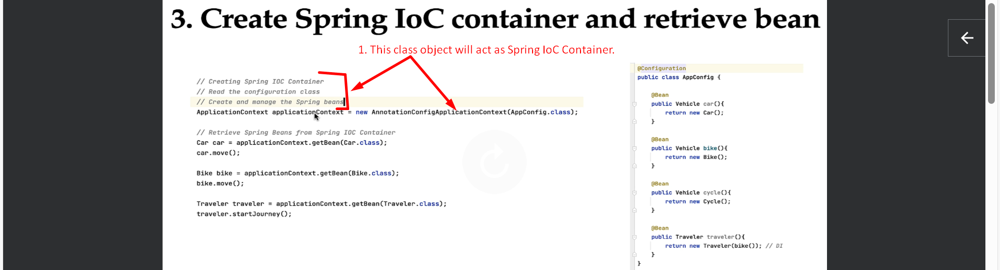 3. Create Spring IoC container and retrieve bean
1. This class object will act as Spring IoC Container.
// Creating Spring IOC Container
// Read the configuration class
// Create and manage the Spring beans
ApplicationContext applicationContext = new AnnotationConfigApplicationContext(AppConfig.class);
// Retrieve Spring Beans from Spring IOC Container
Car car = applicationContext.getBean(Car.class);
car.move();
Bike bike = applicationContext.getBean(Bike.class);
bike.move();
Traveler traveler = applicationContext.getBean(Traveler.class);
traveler.startJourney();
@Configuration
public class AppConfig {
@Bean
public Vehicle car(){
return new Car();
}
@Bean
public Vehicle bike(){
return new Bike();
}
@Bean
public Vehicle cycle(){
return new Cycle();
}
@Bean
public Traveler traveler(){
return new Traveler(bike()); // DI
}
}